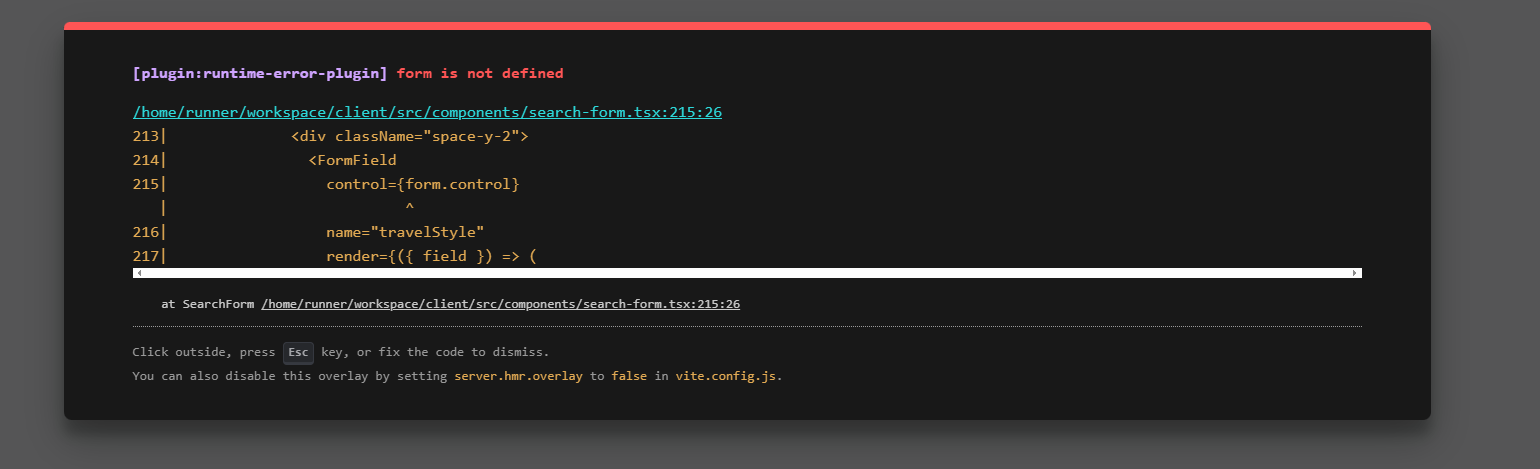 [plugin:runtime-error-plugin] form is not defined
/home/runner/workspace/client/src/components/search-form.tsx:215:26
213|              <div className="space-y-2">
214|                <FormField
215|                  control={form.control}
   |                           ^
216|                  name="travelStyle"
217|                  render={({ field }) => (
at SearchForm /home/runner/workspace/client/src/components/search-form.tsx:215:26
Click outside, press Esc key, or fix the code to dismiss.
You can also disable this overlay by setting server.hmr.overlay to false in vite.config.js.